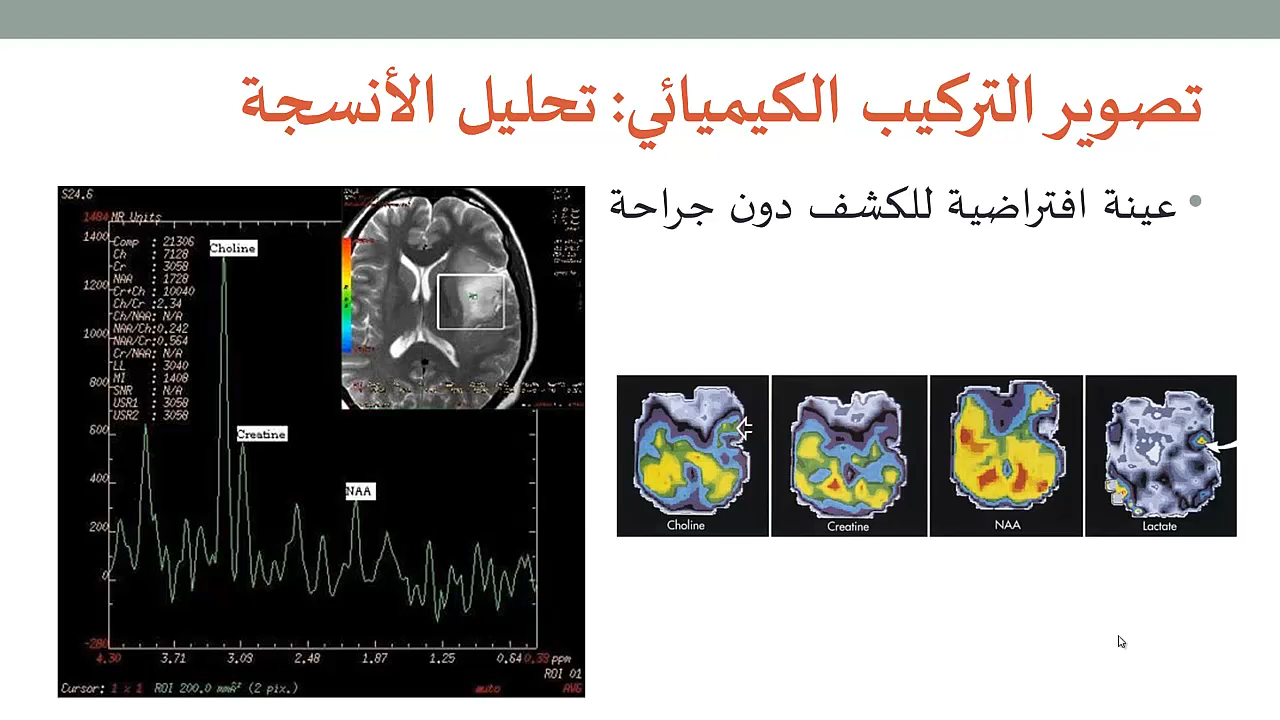 تصوير التركيب الكيميائي: تحليل الأنسجة
• عينة افتراضية للكشف دون جراحة
S24.6
1484 MR Units
1400
1200
1000
800
600
400
200
0
-280
Comp : 21306
Ch : 7128
Cr : 3058
NAA : 1728
Cr+Ch : 10040
Ch/Cr :2.34
Ch/NAA: N/A
NAA/Ch:0.242
NAA/Cr:0.564
Cr/NAA: N/A
LL : 3040
MI : 1408
SNR : N/A
USR1 : 3058
USR2 : 3058
Choline
Creatine
NAA
4.30 3.71 3.09 2.48 1.87 1.25 0.64 0.33 ppm
ROI 01
Cursor: 1 x 1 ROI 200.0 mmÂ² (2 pix.) auto AVG
Choline
Creatine
NAA
Lactate